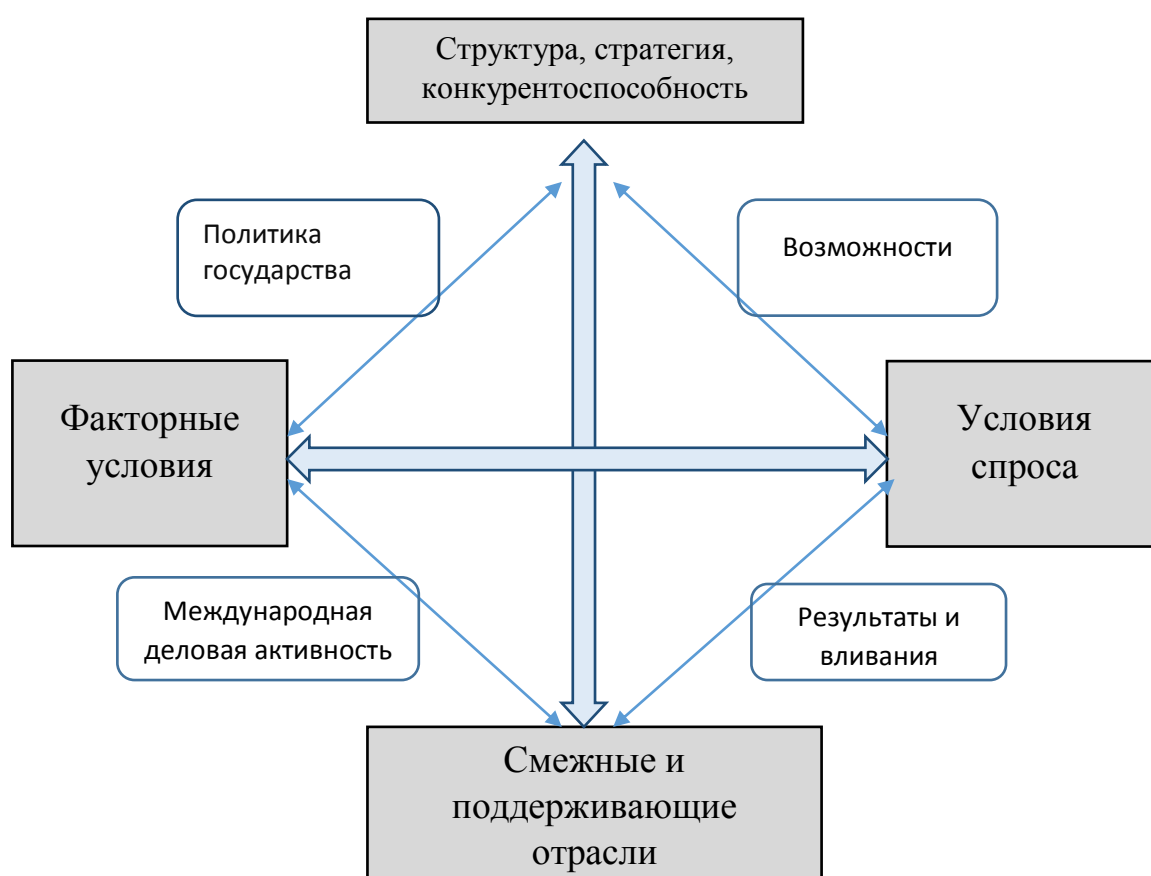 Структура, стратегия,
конкурентоспособность
Политика
государства
Возможности
Факторные
условия
Условия
спроса
Международная
деловая активность
Результаты и
вливания
Смежные и
поддерживающие
отрасли